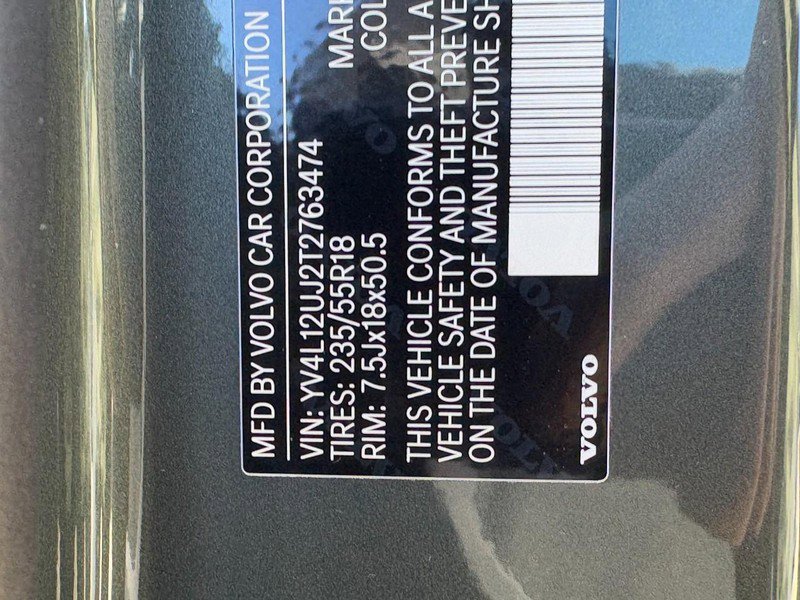 MFD BY VOLVO CAR CORPORATION
VIN: YV4L12UJ2T2763474
MAR
TIRES: 235/55R18
COL
RIM: 7.5Jx18x50.5
THIS VEHICLE CONFORMS TO ALL A
VEHICLE SAFETY AND THEFT PREVE
ON THE DATE OF MANUFACTURE SH
VOLVO